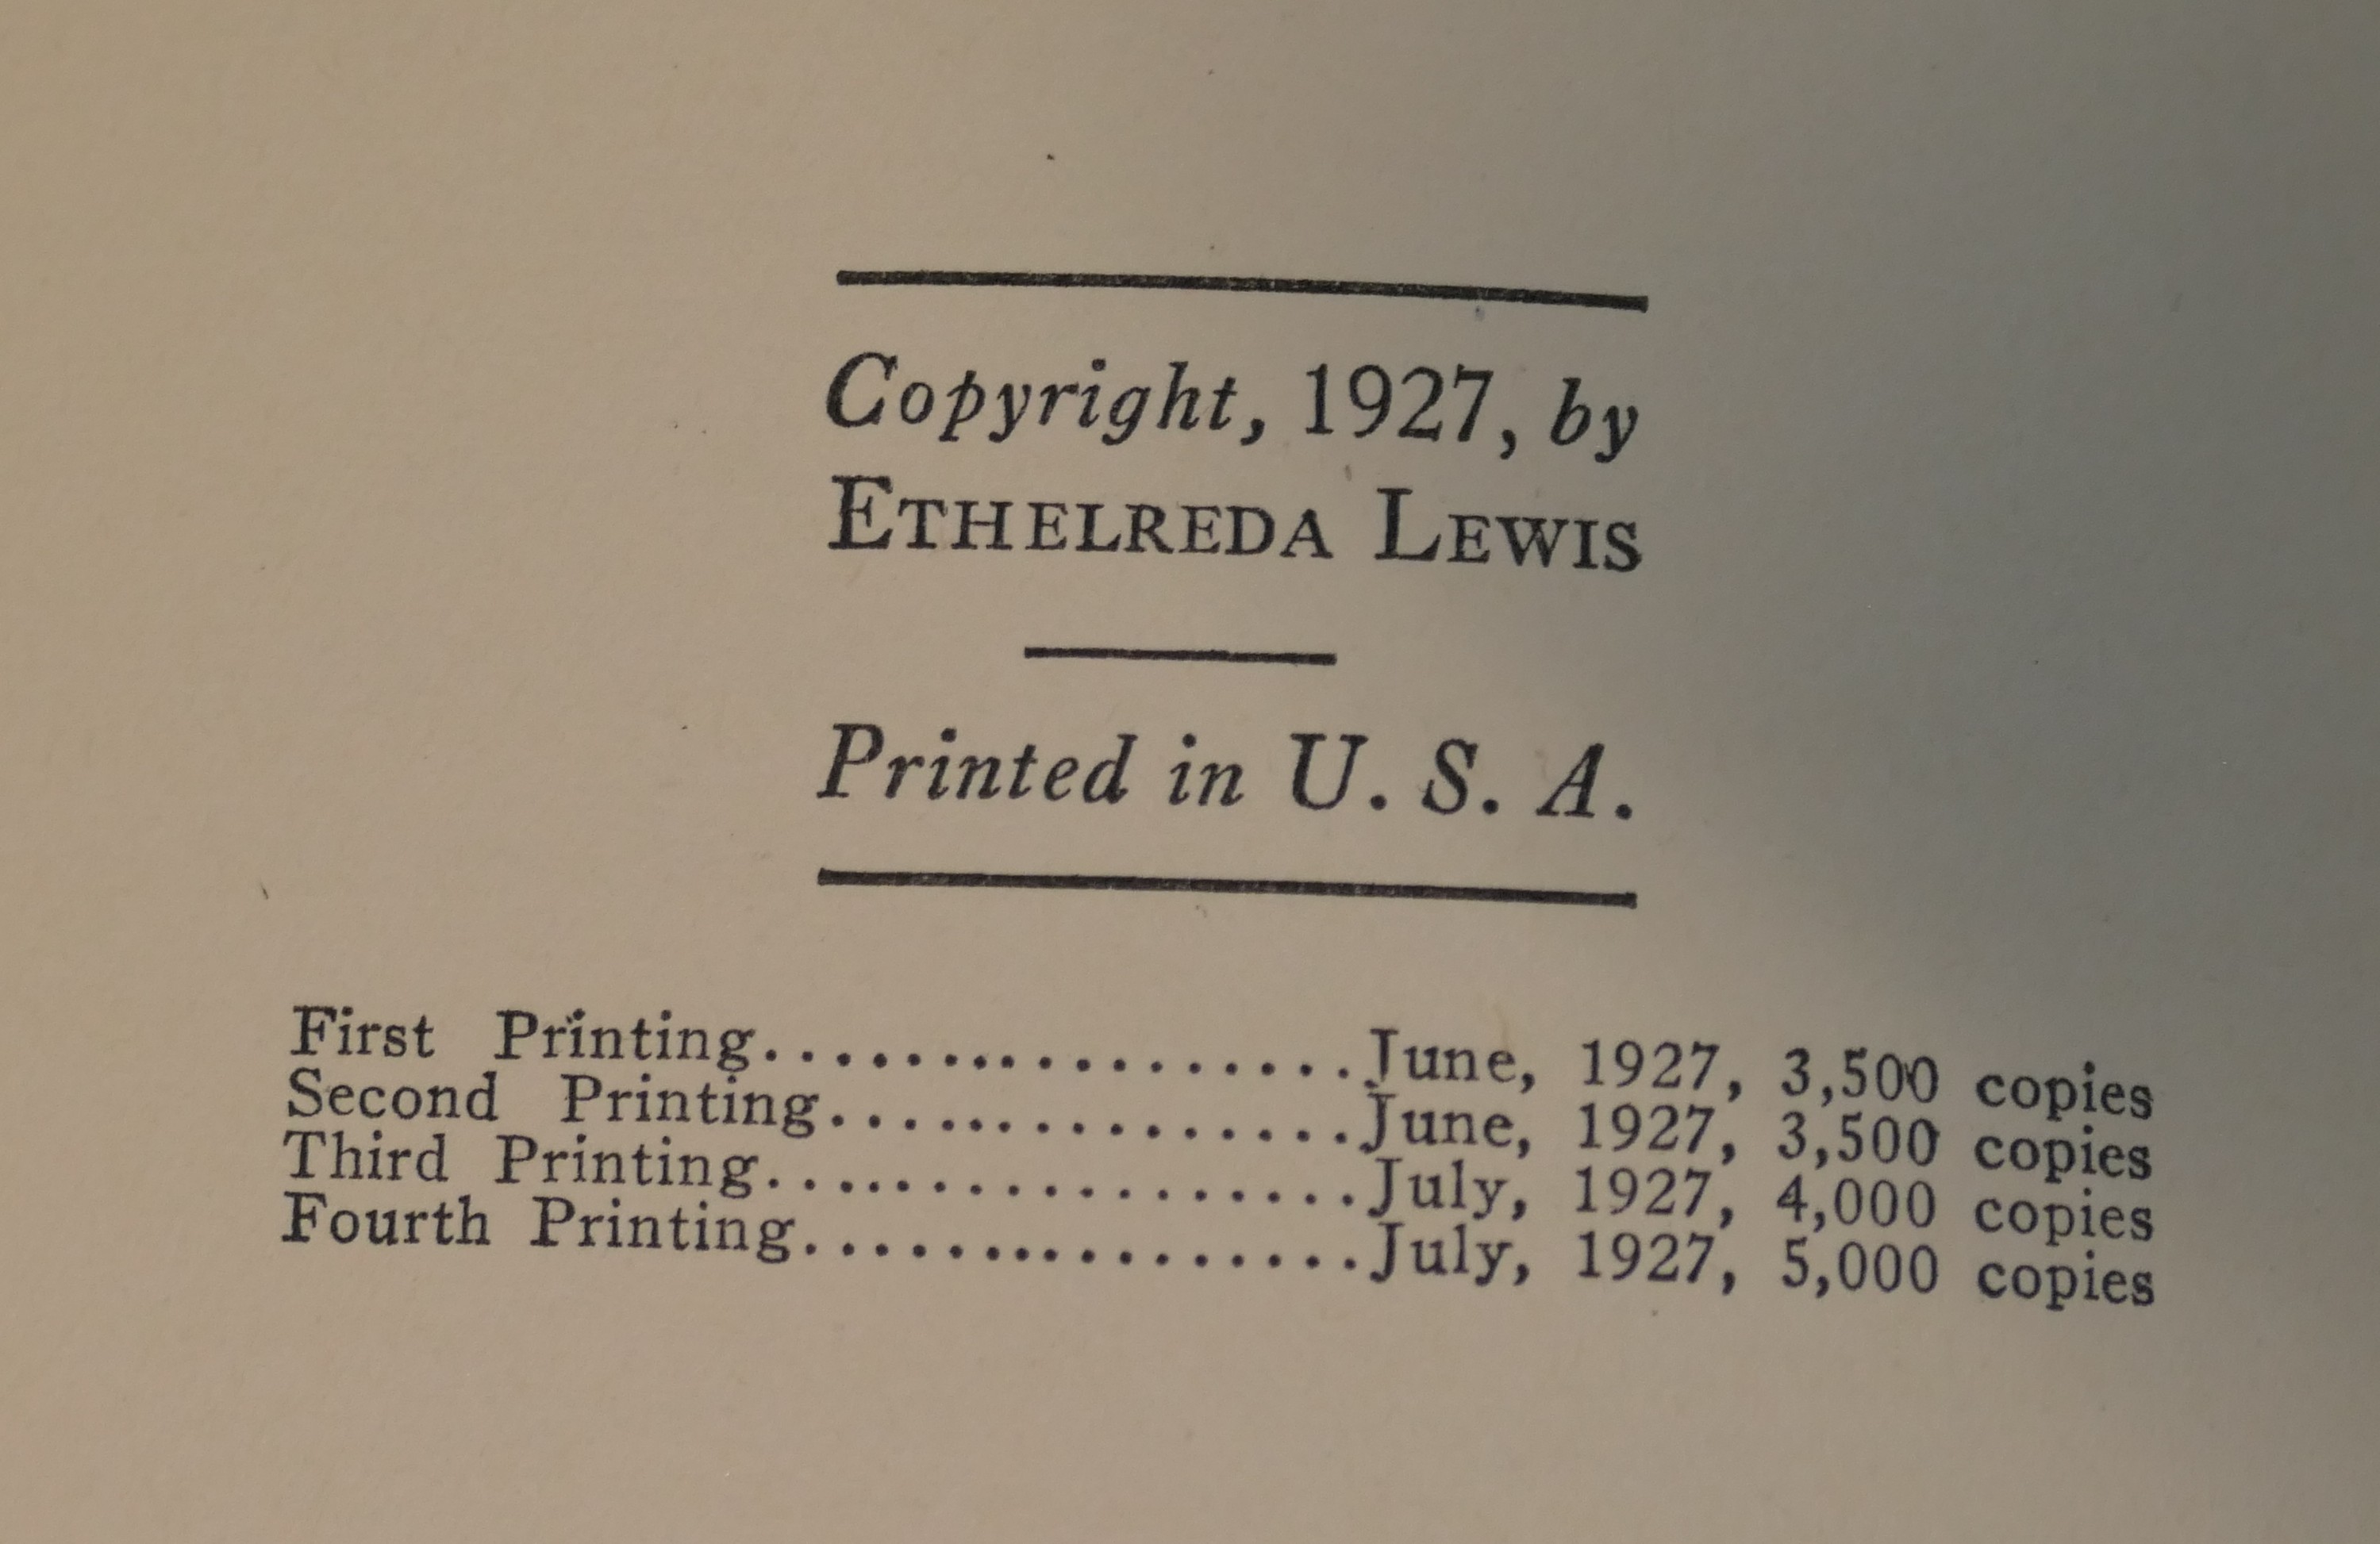 Copyright, 1927, by
ETHELREDA LEWIS
Printed in U. S. A.
First Printing.................June, 1927, 3,500 copies
Second Printing...............June, 1927, 3,500 copies
Third Printing.................July, 1927, 4,000 copies
Fourth Printing................July, 1927, 5,000 copies